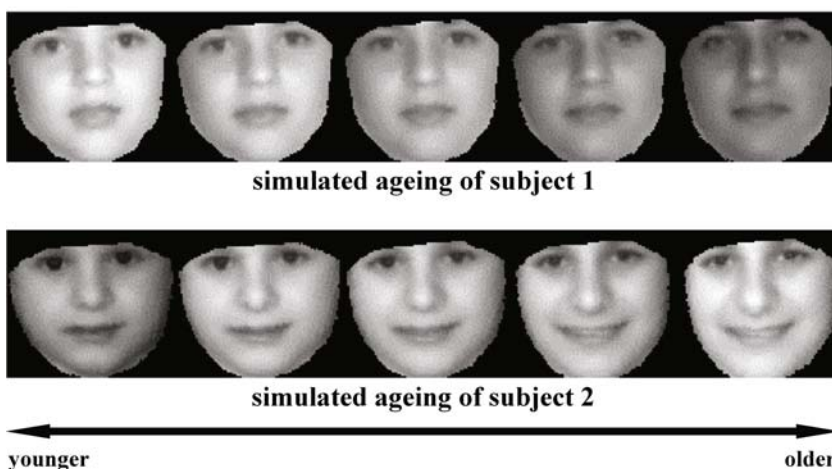 simulated ageing of subject 1
simulated ageing of subject 2
younger older